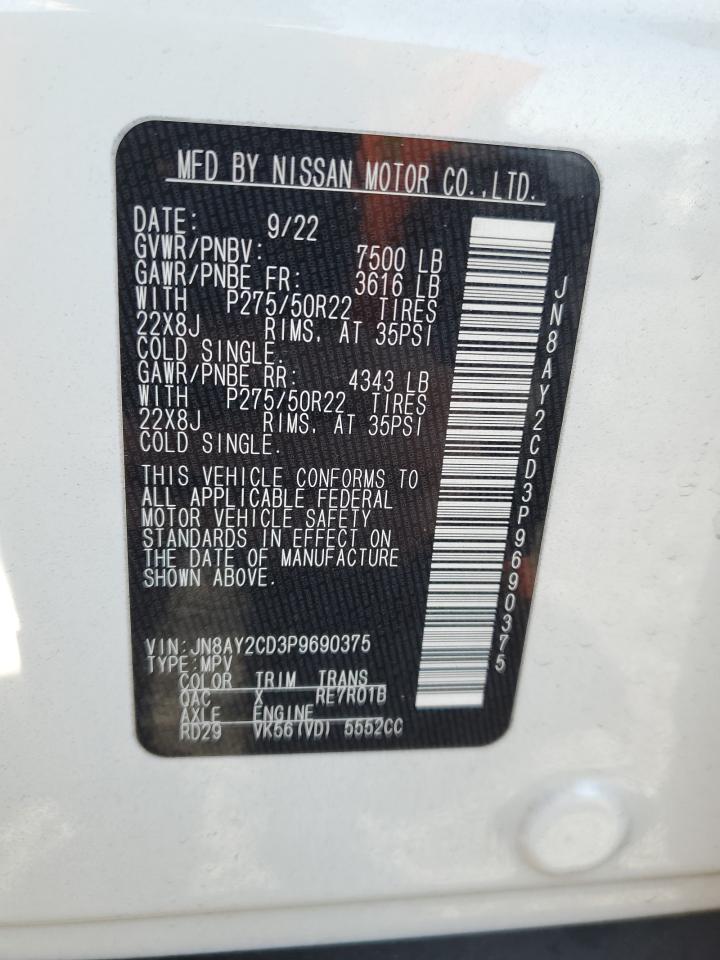 MFD BY NISSAN MOTOR CO.,LTD.
DATE: 9/22
GVWR/PNBV: 7500 LB
GAWR/PNBE FR: 3616 LB
WITH P275/50R22 TIRES
22X8J RIMS, AT 35PSI
COLD SINGLE.
GAWR/PNBE RR: 4343 LB
WITH P275/50R22 TIRES
22X8J RIMS, AT 35PSI
COLD SINGLE.
THIS VEHICLE CONFORMS TO
ALL APPLICABLE FEDERAL
MOTOR VEHICLE SAFETY
STANDARDS IN EFFECT ON
THE DATE OF MANUFACTURE
SHOWN ABOVE.
VIN:JN8AY2CD3P9690375
TYPE:MPV
COLOR TRIM TRANS
QAC X RE7R01B
AXLE ENGINE
RD29 VK56(VD) 5552CC
JN8AY2CD3P9690375